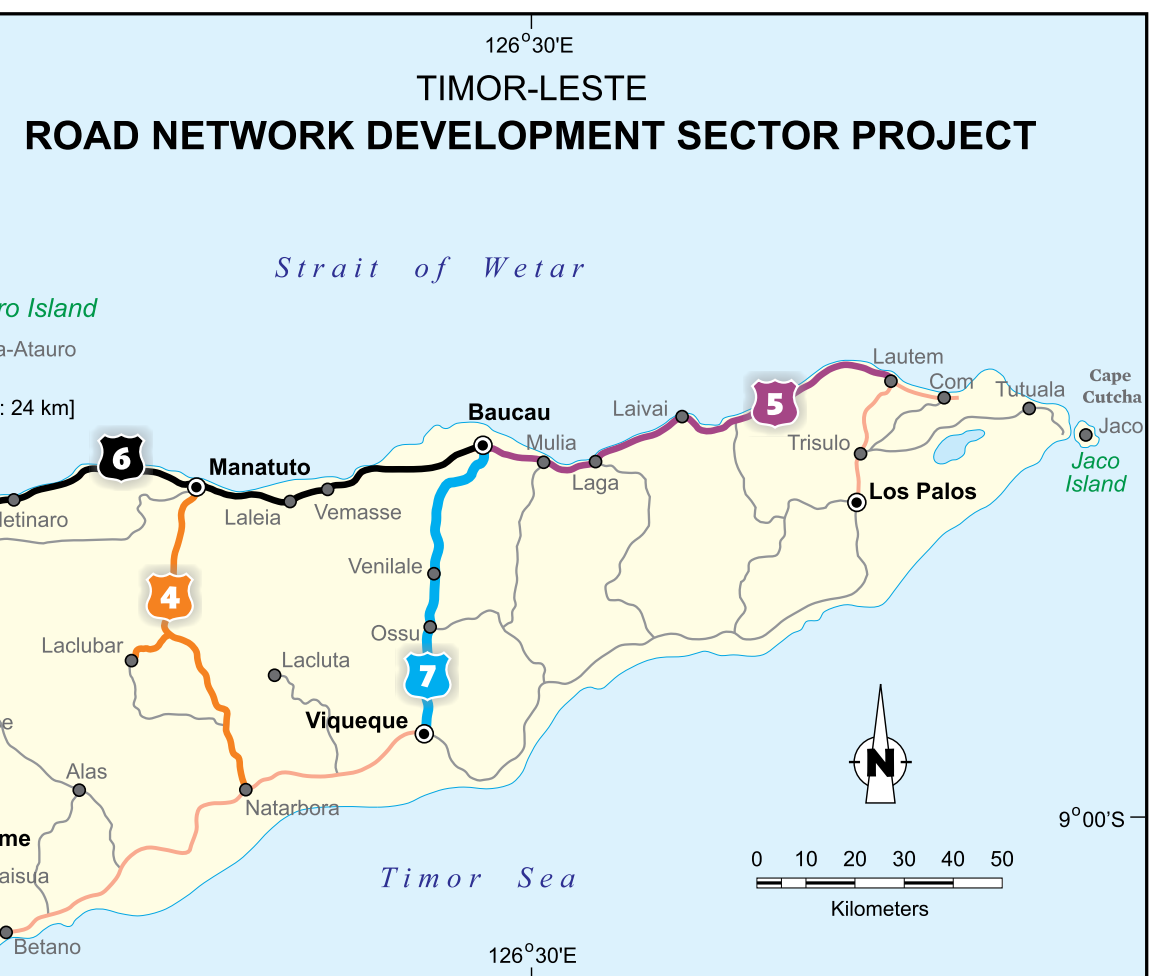 126°30'E
TIMOR-LESTE
ROAD NETWORK DEVELOPMENT SECTOR PROJECT
Strait of Wetar
ro Island
a-Atauro
: 24 km]
Lautem
Com
Tutuala
Cape
Cutcha
Jaco
Jaco
Island
Laivai
5
Baucau
Mulia
Laga
Trisulo
Los Palos
6
Manatuto
Laleia
Vemasse
etinaro
Venilale
4
Ossu
Laclubar
Lacluta
7
Viqueque
e
Alas
Natarbora
N
9°00'S
me
aisua
Betano
Timor Sea
0 10 20 30 40 50
Kilometers
126°30'E